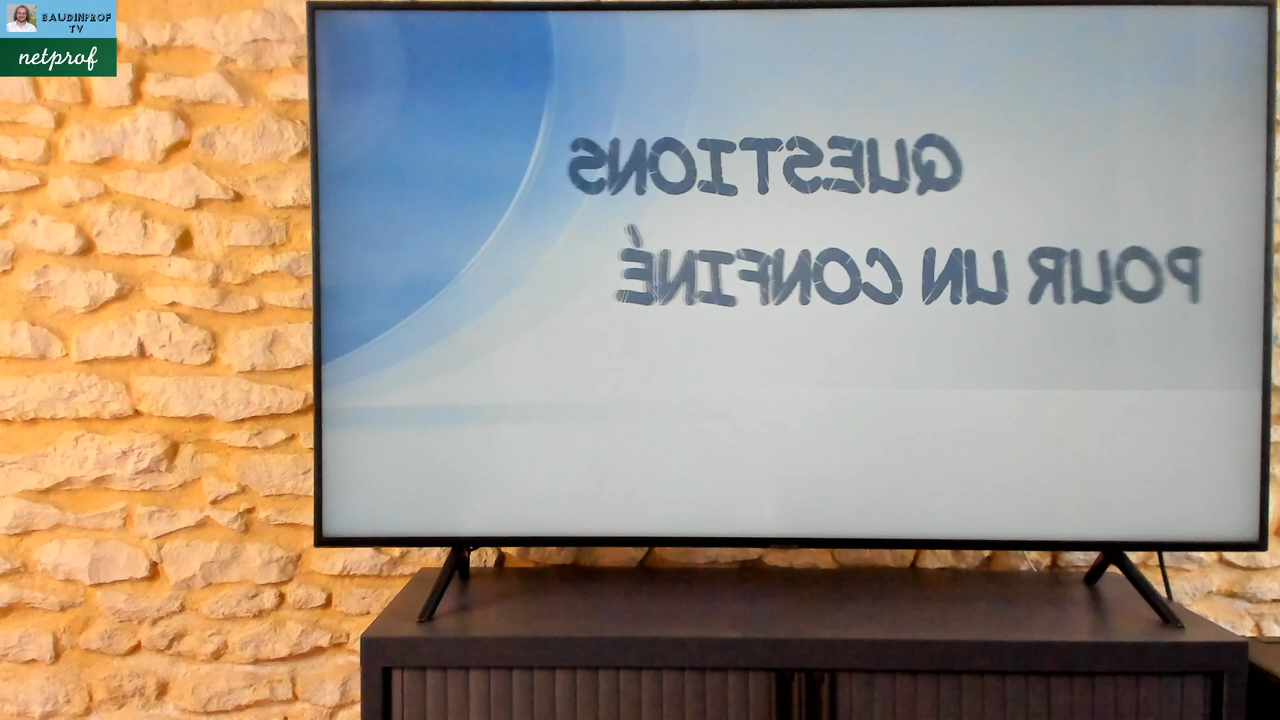 BAUDINPROF
TV
netprof
QUESTIONS
POUR UN CONFINÉ